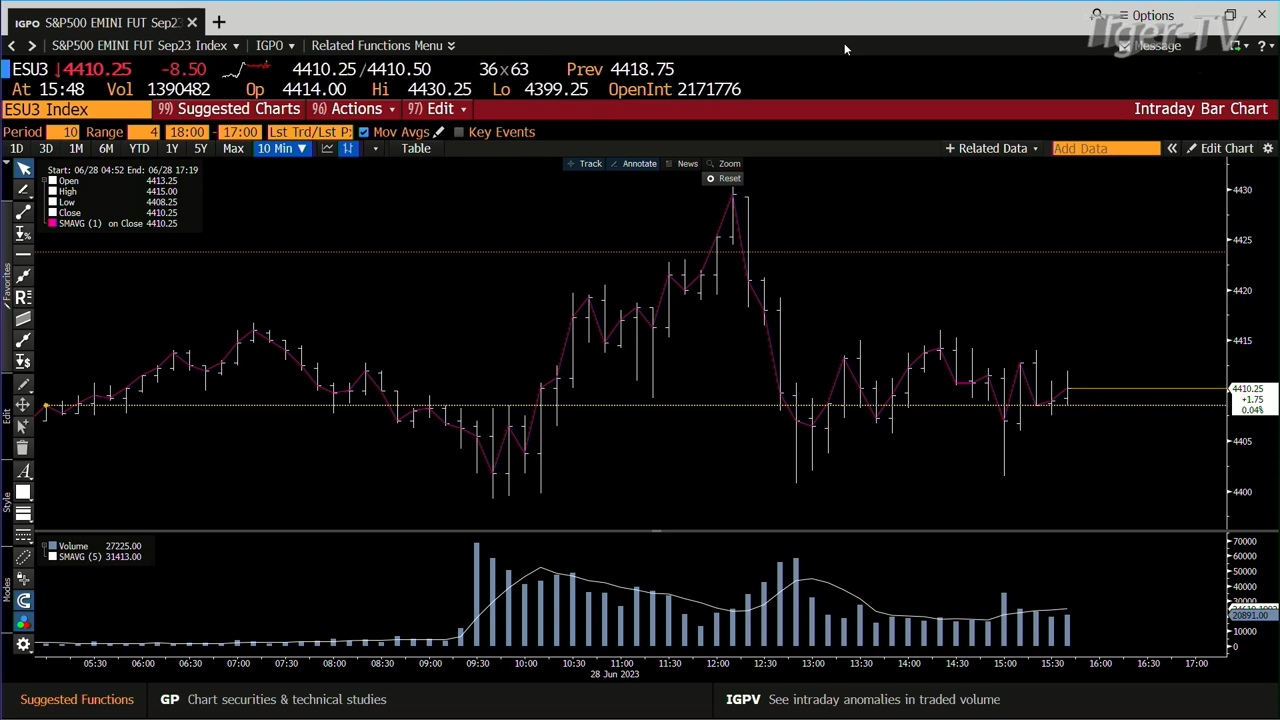 IGPO S&P500 EMINI FUT Sep23
Options
S&P500 EMINI FUT Sep23 Index IGPO Related Functions Menu
Message
Tiger-TV
ESU3 ↓4410.25 -8.50 4410.25/4410.50 36x63 Prev 4418.75
At 15:48 Vol 1390482 Op 4414.00 Hi 4430.25 Lo 4399.25 OpenInt 2171776
ESU3 Index 99) Suggested Charts 96) Actions 97) Edit Intraday Bar Chart
Period 10 Range 4 18:00 - 17:00 Lst Trd/Lst P: Mov Avgs Key Events
1D 3D 1M 6M YTD 1Y 5Y Max 10 Min ▼ Table + Related Data Add Data Edit Chart
Track Annotate News Zoom
Reset
Start: 06/28 04:52 End: 06/28 17:19
Open 4413.25
High 4415.00
Low 4408.25
Close 4410.25
SMAVG (1) on Close 4410.25
4430
4425
4420
4415
4410.25
+1.75
0.04%
4405
4400
Favorites
Edit
Style
Modes
Volume 27225.00
SMAVG (5) 31413.00
70000
60000
50000
40000
30000
20891.00
10000
0
05:30 06:00 06:30 07:00 07:30 08:00 08:30 09:00 09:30 10:00 10:30 11:00 11:30 12:00 12:30 13:00 13:30 14:00 14:30 15:00 15:30 16:00 16:30 17:00
28 Jun 2023
Suggested Functions GP Chart securities & technical studies IGPV See intraday anomalies in traded volume